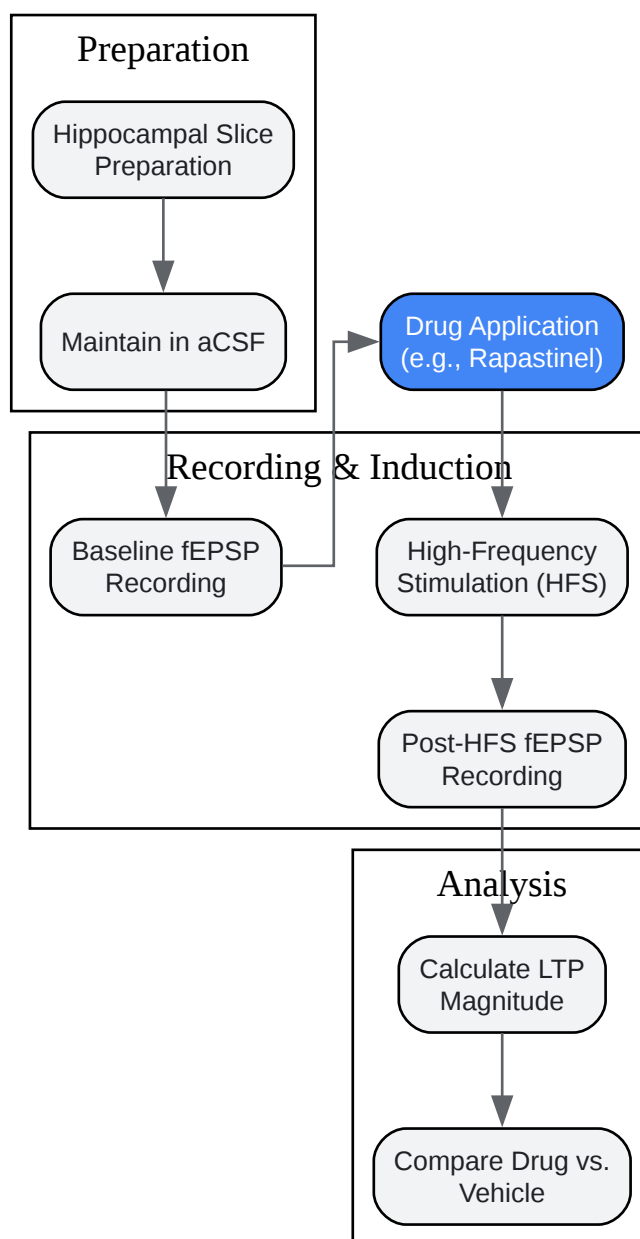 Preparation
Hippocampal Slice
Preparation
Maintain in aCSF
Drug Application
(e.g., Rapastinel)
Recording & Induction
Baseline fEPSP
Recording
High-Frequency
Stimulation (HFS)
Post-HFS fEPSP
Recording
Analysis
Calculate LTP
Magnitude
Compare Drug vs.
Vehicle